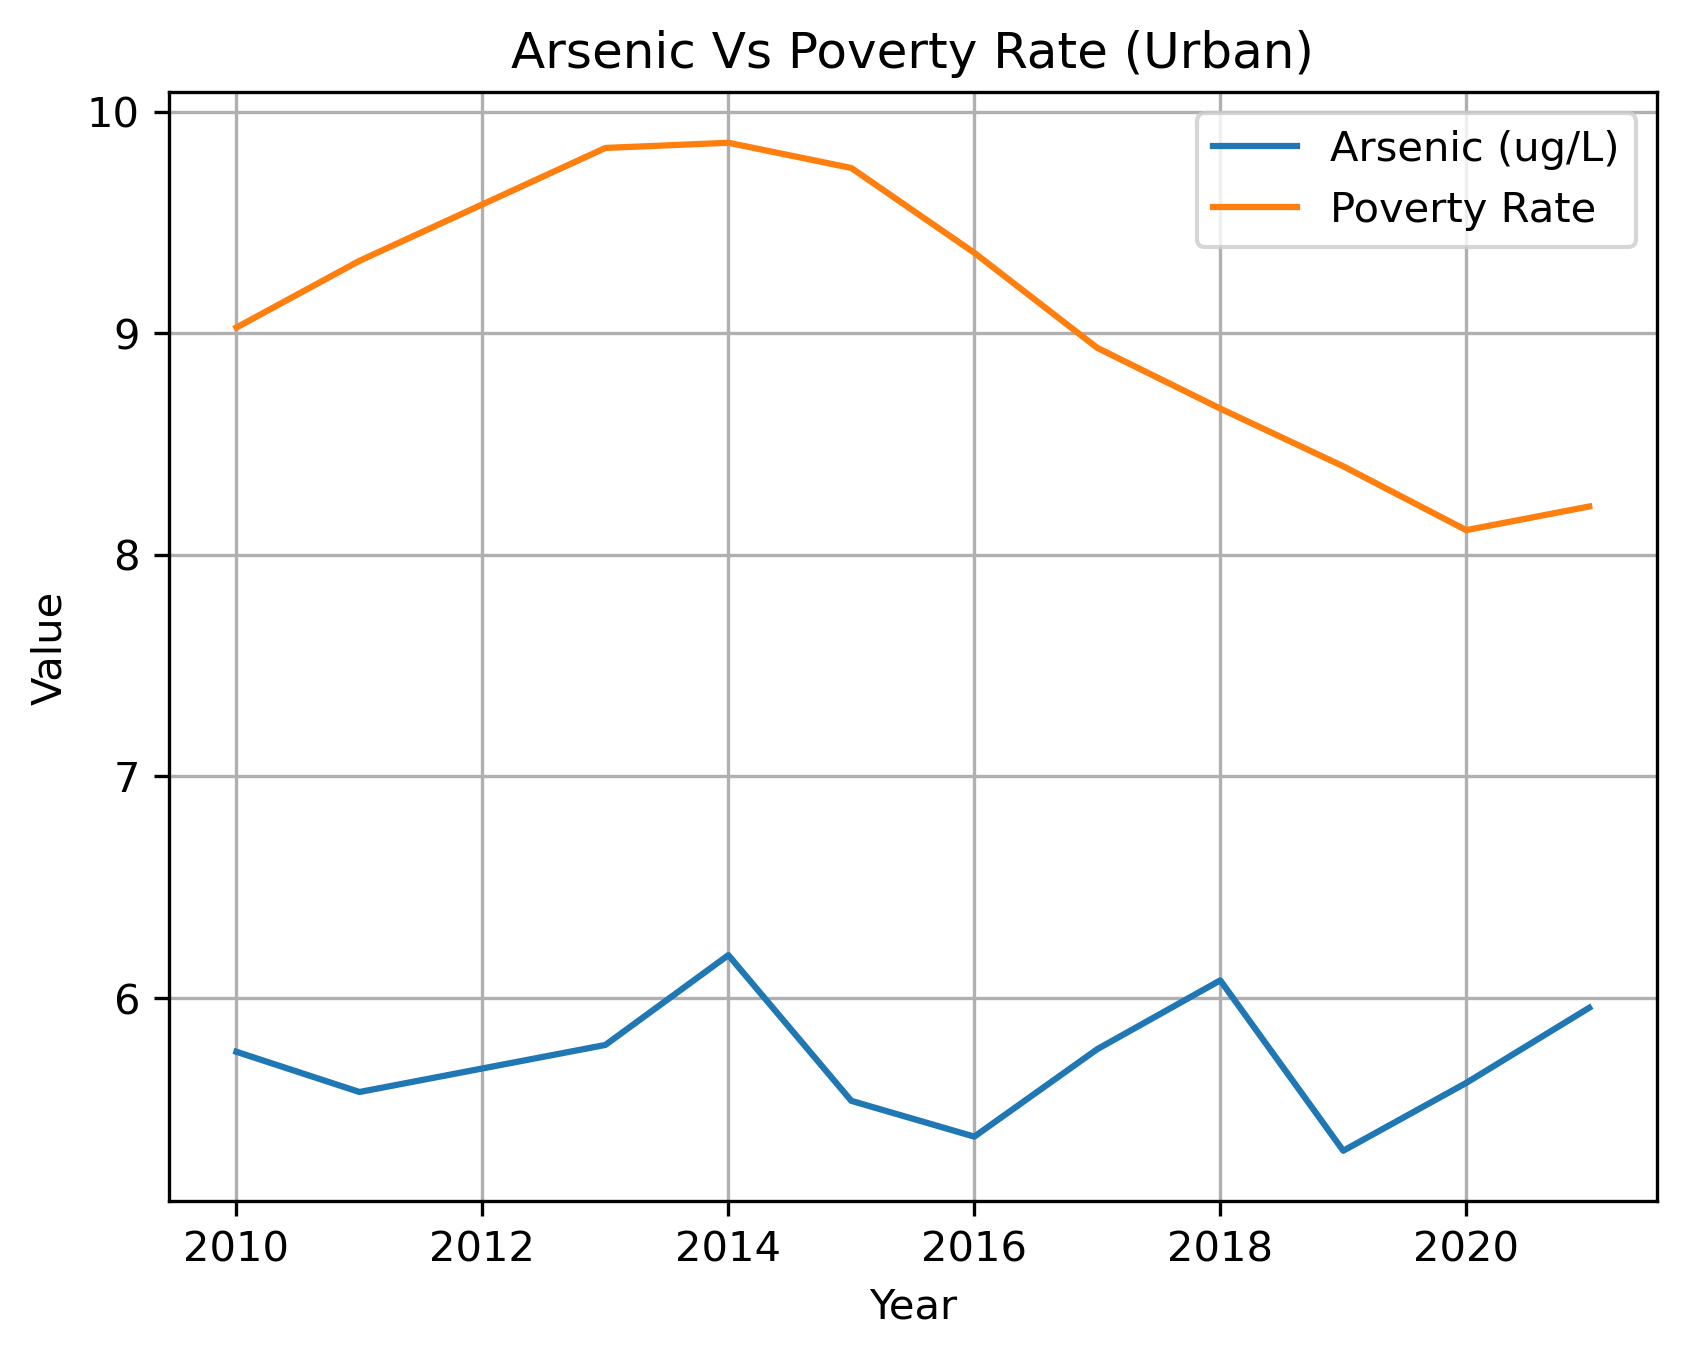 Arsenic Vs Poverty Rate (Urban)
10
9
8
7
6
Value
Arsenic (ug/L)
Poverty Rate
2010 2012 2014 2016 2018 2020
Year